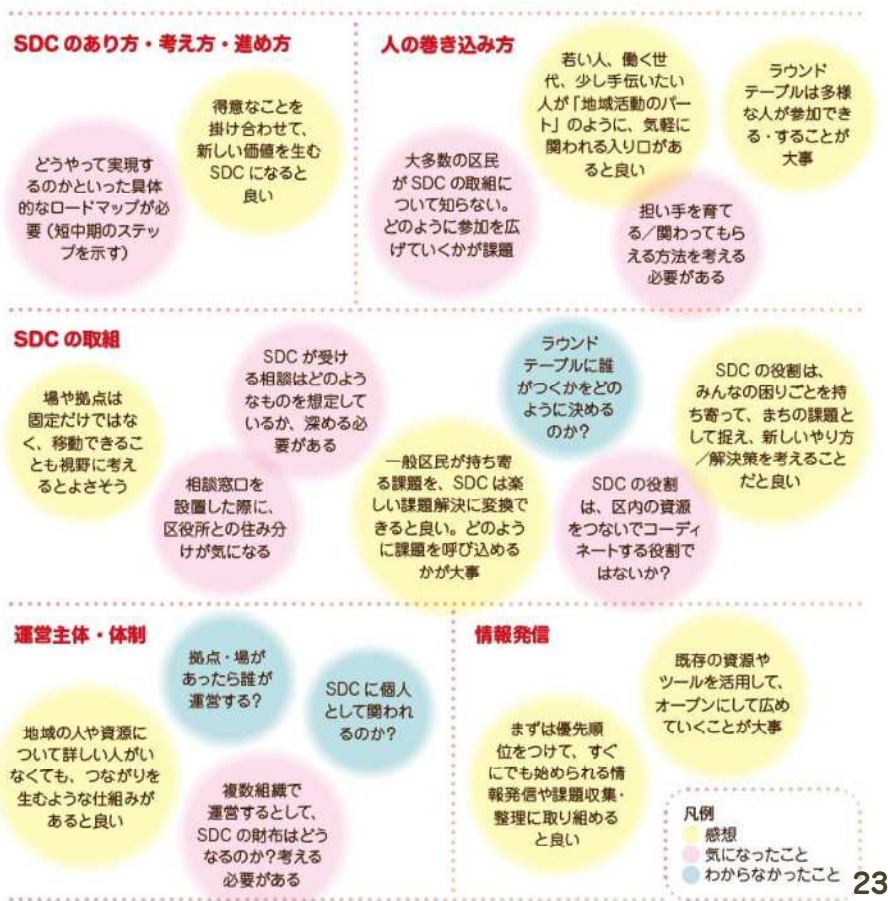 SDC のあり方・考え方・進め方
どうやって実現す
るのかといった具体
的なロードマップが必
要（短中期のステッ
プを示す）
得意なことを
掛け合わせて、
新しい価値を生む
SDC になると
良い
人の巻き込み方
大多数の区民
が SDC の取組に
ついて知らない。
どのように参加を広
げていくかが課題
若い人、働く世
代、少し手伝いたい
人が「地域活動のパー
ト」のように、気軽に
関われる入り口があ
ると良い
担い手を育て
る／関わってもら
える方法を考える
必要がある
ラウンド
テーブルは多様
な人が参加でき
る・することが
大事
SDC の取組
場や拠点は
固定だけではな
く、移動できるこ
とも視野に考え
るとよさそう
SDC が受け
る相談はどのよう
なものを想定して
いるか、深める必
要がある
相談窓口を
設置した際に、
区役所との住み分
けが気になる
一般区民が持ち寄
る課題を、SDC は楽
しい課題解決に変換で
きると良い。どのよう
に課題を呼び込める
かが大事
ラウンド
テーブルに誰
がつくかをどの
ように決める
のか？
SDC の役割
は、区内の資源
をつないでコーディ
ネートする役割で
はないか？
SDC の役割は、
みんなの困りごとを持
ち寄って、まちの課題と
して捉え、新しいやり方
／解決策を考えること
だと良い
運営主体・体制
地域の人や資源に
ついて詳しい人がい
なくても、つながりを
生むような仕組みが
あると良い
拠点・場が
あったら誰が
運営する？
SDC に個人
として関われ
るのか？
複数組織で
運営するとして、
SDC の財布はどう
なるのか？考える
必要がある
情報発信
まずは優先順
位をつけて、すぐ
にでも始められる情
報発信や課題収集・
整理に取り組める
と良い
既存の資源や
ツールを活用して、
オープンにして広め
ていくことが大事
凡例
感想
気になったこと
わからなかったこと
23